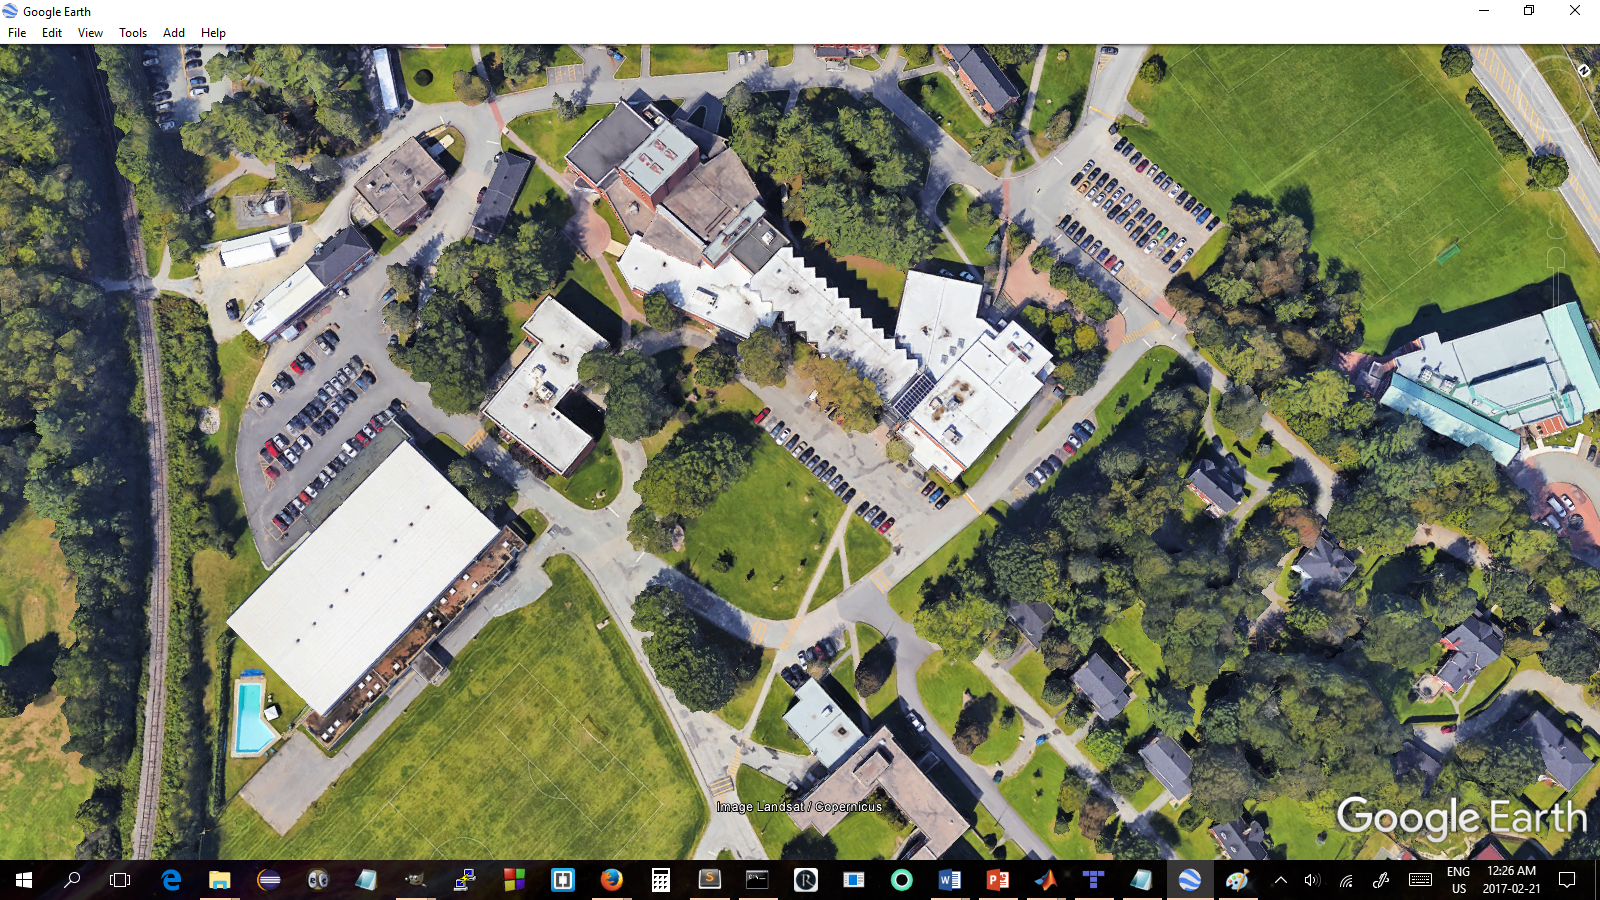 Google Earth
File Edit View Tools Add Help
N
Image Landsat / Copernicus
Google Earth
ENG
US
12:26 AM
2017-02-21